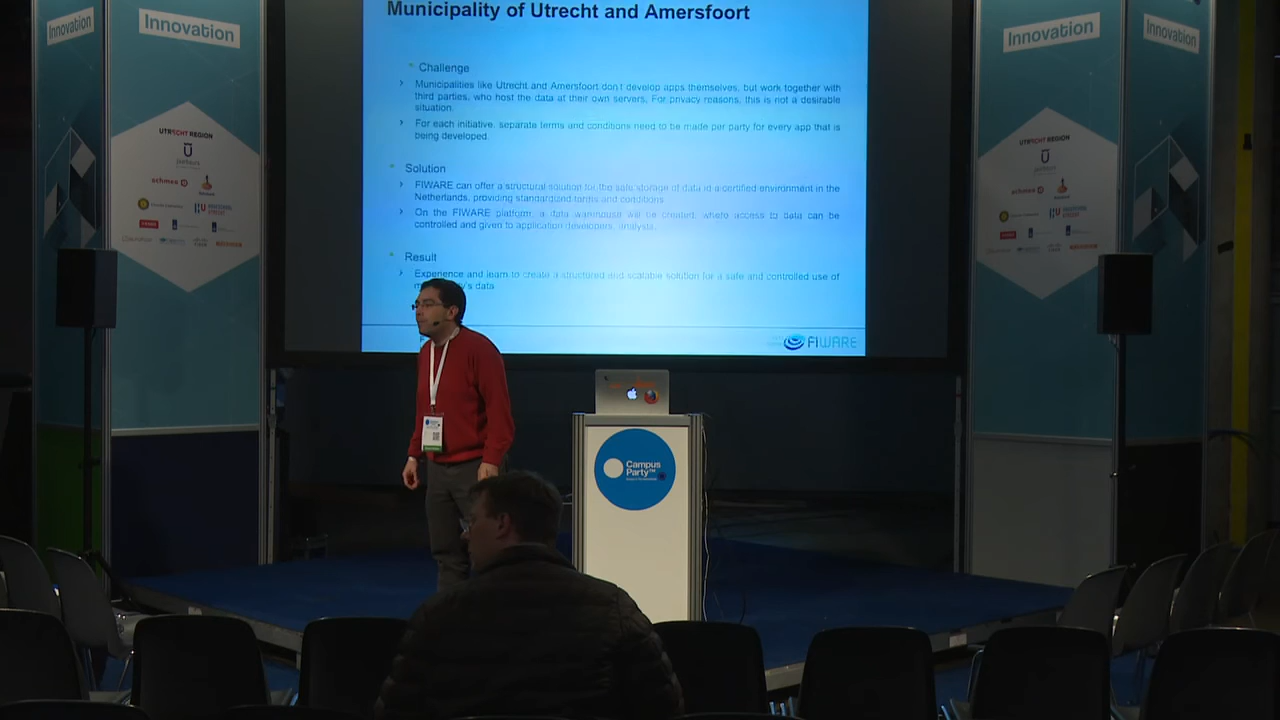 Municipality of Utrecht and Amersfoort
Innovation
Innovation
Innovation
Innovation
Challenge
Municipalities like Utrecht and Amersfoort don't develop apps themselves, but work together with
third parties, who host the data at their own servers. For privacy reasons, this is not a desirable
situation.
For each initiative, separate terms and conditions need to be made per party for every app that is
being developed.
Solution
FIWARE can offer a structural solution for the safe storage of data in a certified environment in the
Netherlands, providing standardized terms and conditions
On the FIWARE platform, a data warehouse will be created, where access to data can be
controlled and given to application developers, analysts.
Result
Experience and learn to create a structured and scalable solution for a safe and controlled use of
data
FIWARE
UTRECHT REGION
jaarbeurs
achmea
UTRECHT REGION
jaarbeurs
achmea
Campus
Party™